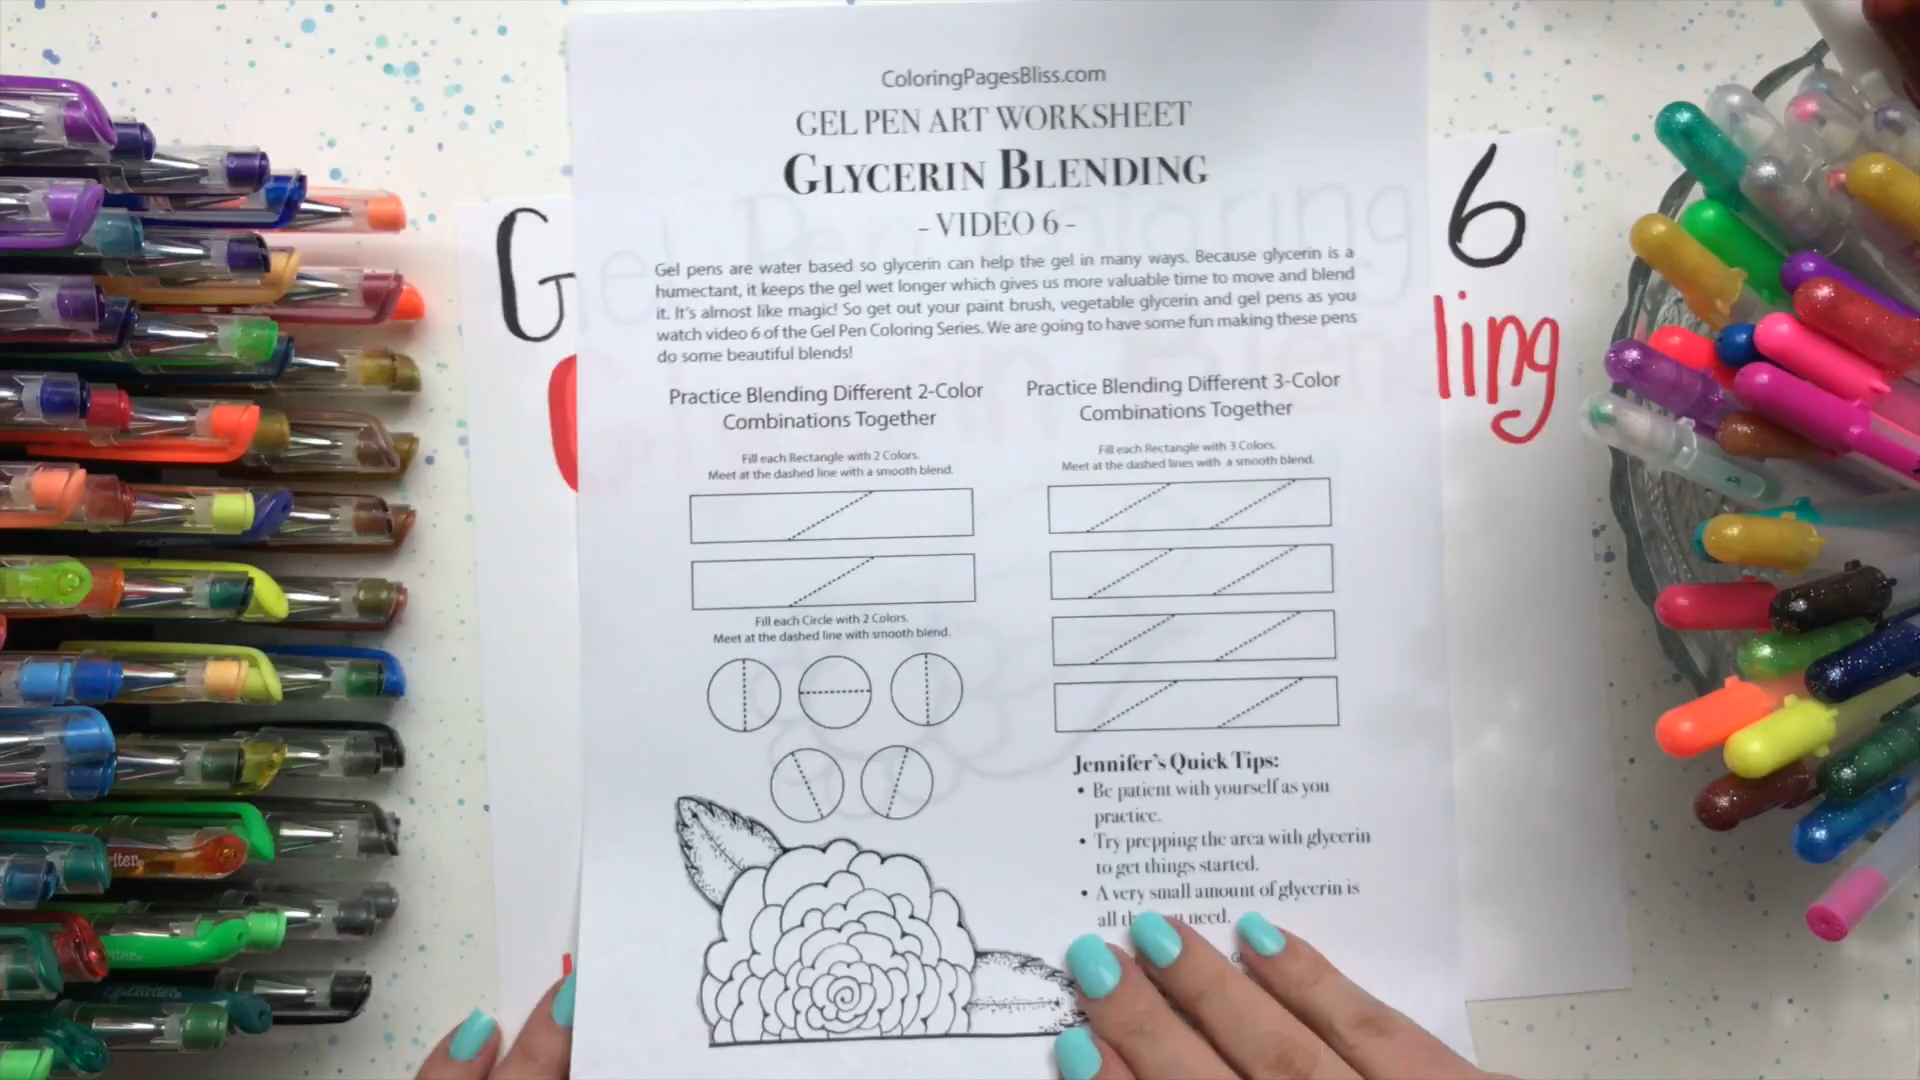 ColoringPagesBliss.com
GEL PEN ART WORKSHEET
GLYCERIN BLENDING
- VIDEO 6 -
Gel pens are water based so glycerin can help the gel in many ways. Because glycerin is a
humectant, it keeps the gel wet longer which gives us more valuable time to move and blend
it. It's almost like magic! So get out your paint brush, vegetable glycerin and gel pens as you
watch video 6 of the Gel Pen Coloring Series. We are going to have some fun making these pens
do some beautiful blends!
Practice Blending Different 2-Color
Combinations Together
Fill each Rectangle with 2 Colors.
Meet at the dashed line with a smooth blend.
Fill each Circle with 2 Colors.
Meet at the dashed line with smooth blend.
Practice Blending Different 3-Color
Combinations Together
Fill each Rectangle with 3 Colors.
Meet at the dashed lines with a smooth blend.
Jennifer's Quick Tips:
• Be patient with yourself as you
practice.
• Try prepping the area with glycerin
to get things started.
• A very small amount of glycerin is
all need.
G
6
ling